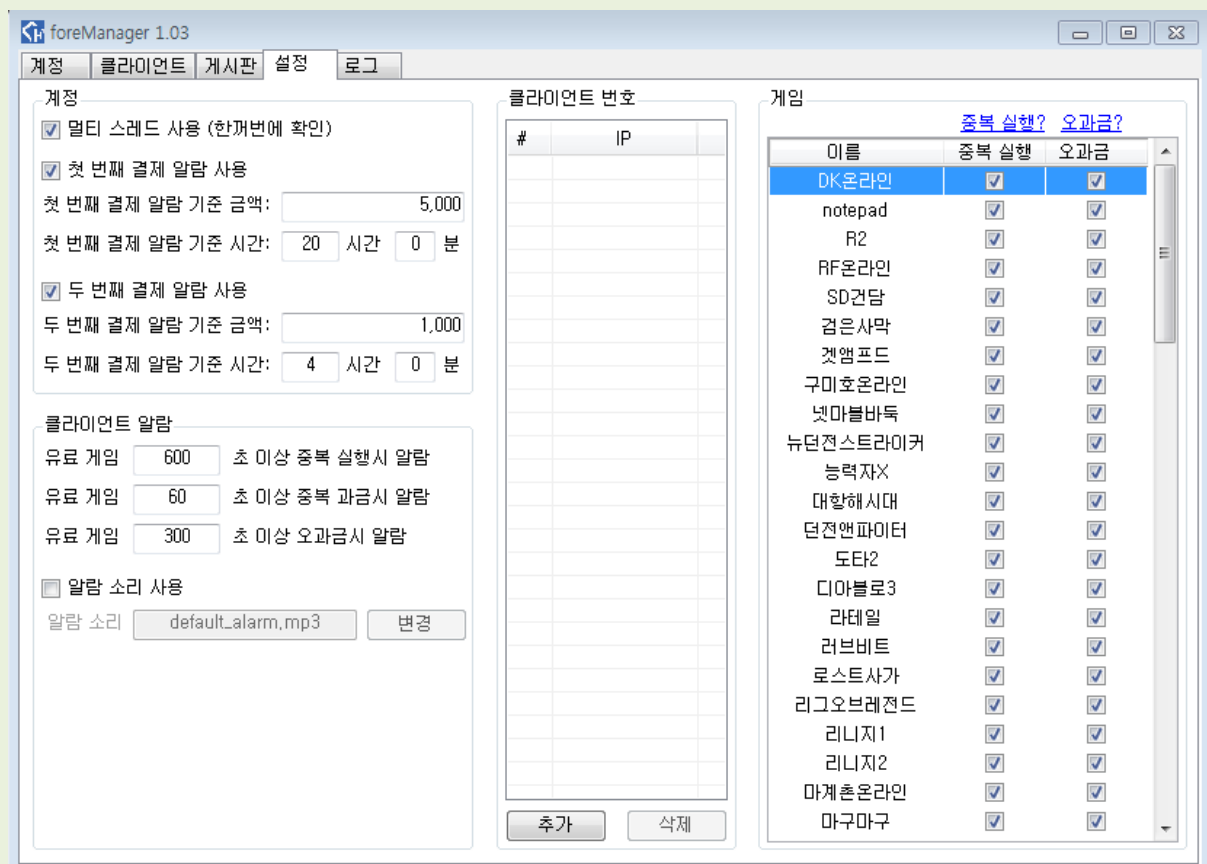 foreManager 1.03
계정 클라이언트 게시판 설정 로그
계정
멀티 스레드 사용 (한꺼번에 확인)
첫 번째 결제 알람 사용
첫 번째 결제 알람 기준 금액: 5,000
첫 번째 결제 알람 기준 시간: 20 시간 0 분
두 번째 결제 알람 사용
두 번째 결제 알람 기준 금액: 1,000
두 번째 결제 알람 기준 시간: 4 시간 0 분
클라이언트 알람
유료 게임 600 초 이상 중복 실행시 알람
유료 게임 60 초 이상 중복 과금시 알람
유료 게임 300 초 이상 오과금시 알람
알람 소리 사용
알람 소리 default_alarm.mp3 변경
클라이언트 번호
# IP
추가 삭제
게임
중복 실행? 오과금?
이름 중복 실행 오과금
DK온라인
notepad
R2
RF온라인
SD건담
검은사막
겟앰프드
구미호온라인
넷마블바둑
뉴던전스트라이커
능력자X
대항해시대
던전앤파이터
도타2
디아블로3
라테일
러브비트
로스트사가
리그오브레전드
리니지1
리니지2
마계촌온라인
마구마구